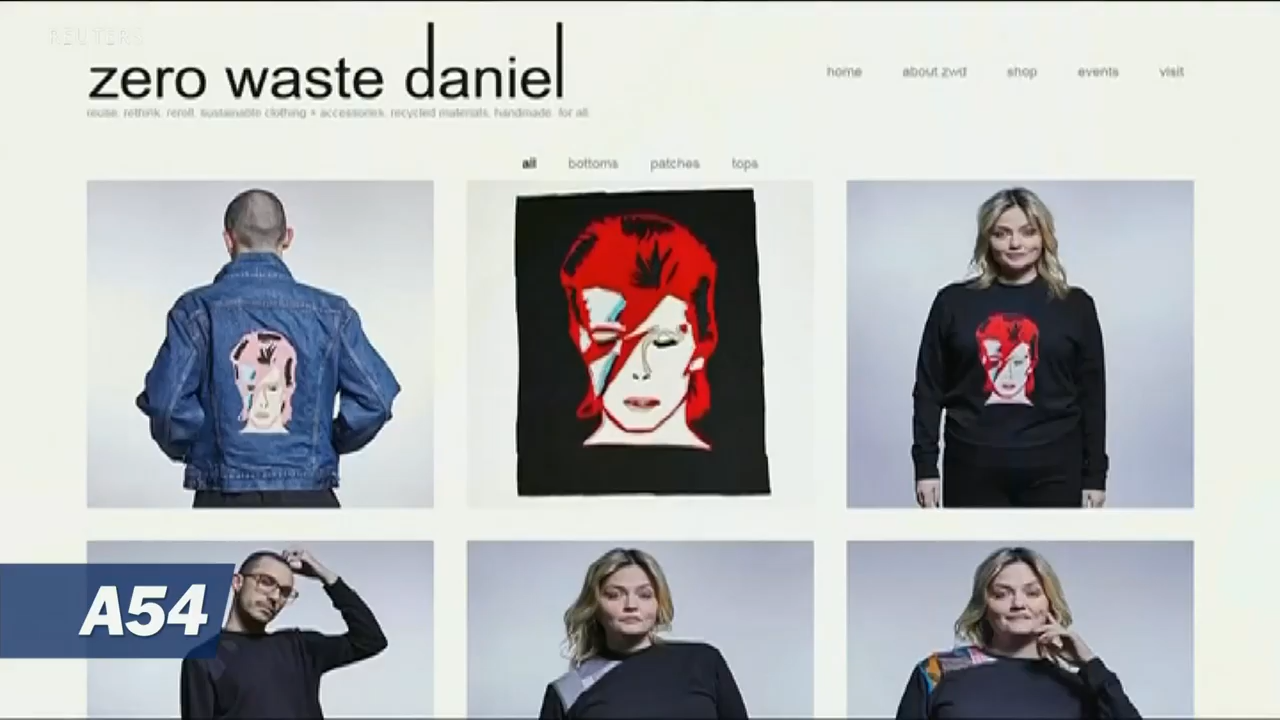 REUTERS
zero waste daniel
home about zwd shop events visit
reuse. rethink. reroll. sustainable clothing + accessories. recycled materials. handmade. for all.
all bottoms patches tops
A54